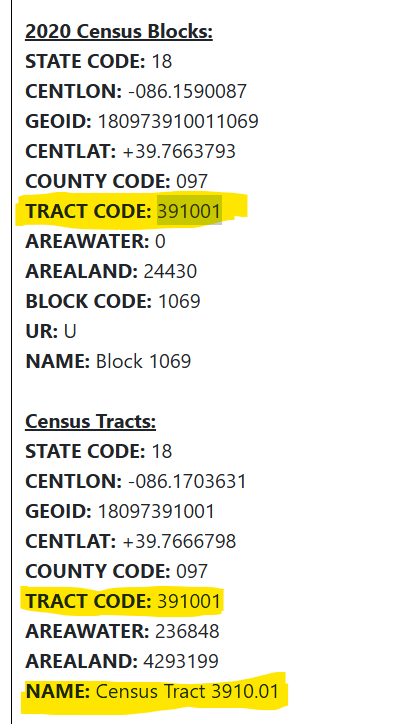 2020 Census Blocks:
STATE CODE: 18
CENTLON: -086.1590087
GEOID: 180973910011069
CENTLAT: +39.7663793
COUNTY CODE: 097
TRACT CODE: 391001
AREAWATER: 0
AREALAND: 24430
BLOCK CODE: 1069
UR: U
NAME: Block 1069
Census Tracts:
STATE CODE: 18
CENTLON: -086.1703631
GEOID: 18097391001
CENTLAT: +39.7666798
COUNTY CODE: 097
TRACT CODE: 391001
AREAWATER: 236848
AREALAND: 4293199
NAME: Census Tract 3910.01